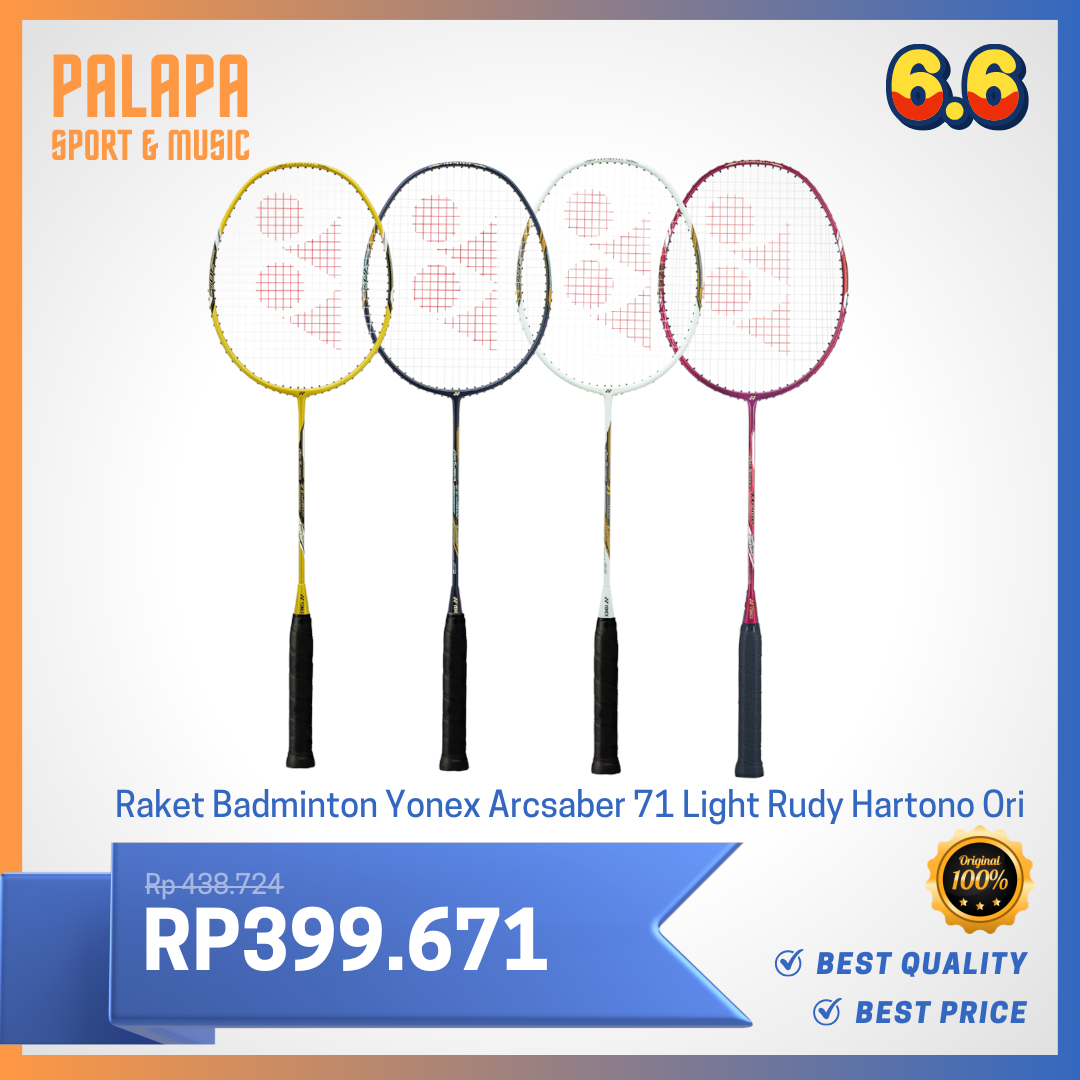 PALAPA
SPORT & MUSIC
6.6
Raket Badminton Yonex Arcsaber 71 Light Rudy Hartono Ori
Rp 438.724
RP399.671
Original
100%
BEST QUALITY
BEST PRICE